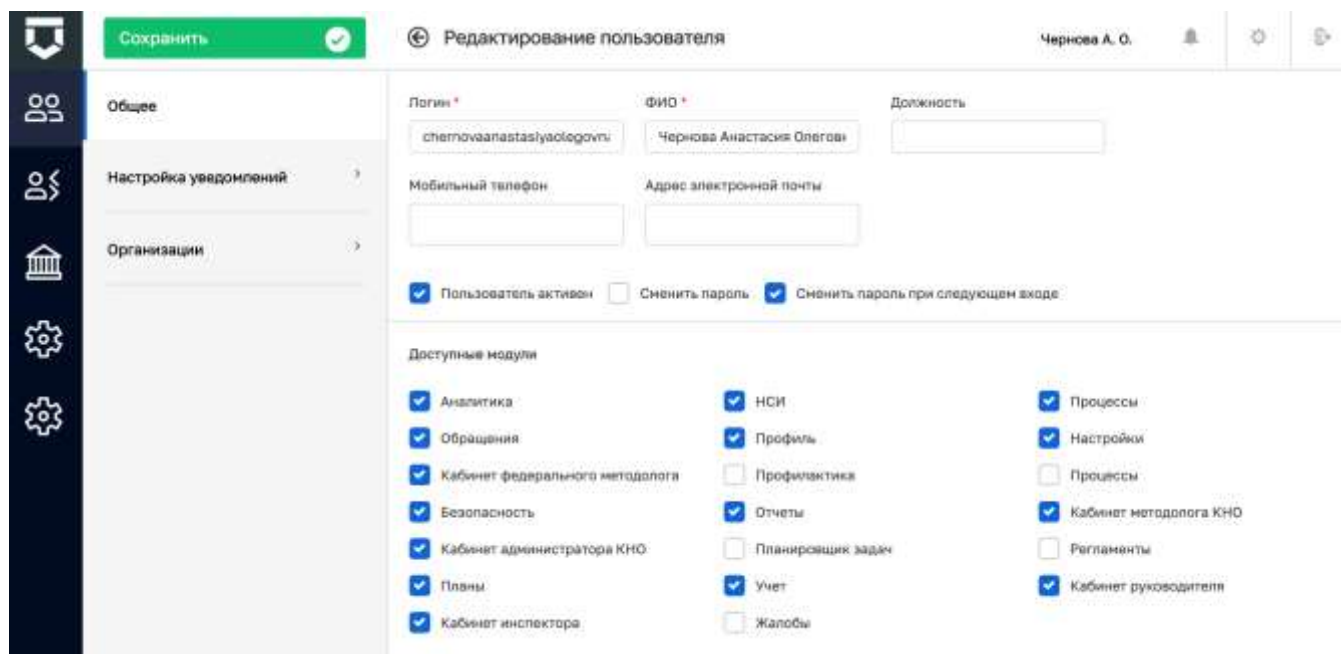 Сохранить
Редактирование пользователя
Чернова А. О.
Общее
Настройка уведомлений
Организации
Логин *
ФИО *
Должность
chernovaanastasiyaolegovn
Чернова Анастасия Олегов
Мобильный телефон
Адрес электронной почты
Пользователь активен
Сменить пароль
Сменить пароль при следующем входе
Доступные модули
Аналитика
НСИ
Процессы
Обращения
Профиль
Настройки
Кабинет федерального методолога
Профилактика
Процессы
Безопасность
Отчеты
Кабинет методолога КНО
Кабинет администратора КНО
Планировщик задач
Регламенты
Планы
Учет
Кабинет руководителя
Кабинет инспектора
Жалобы